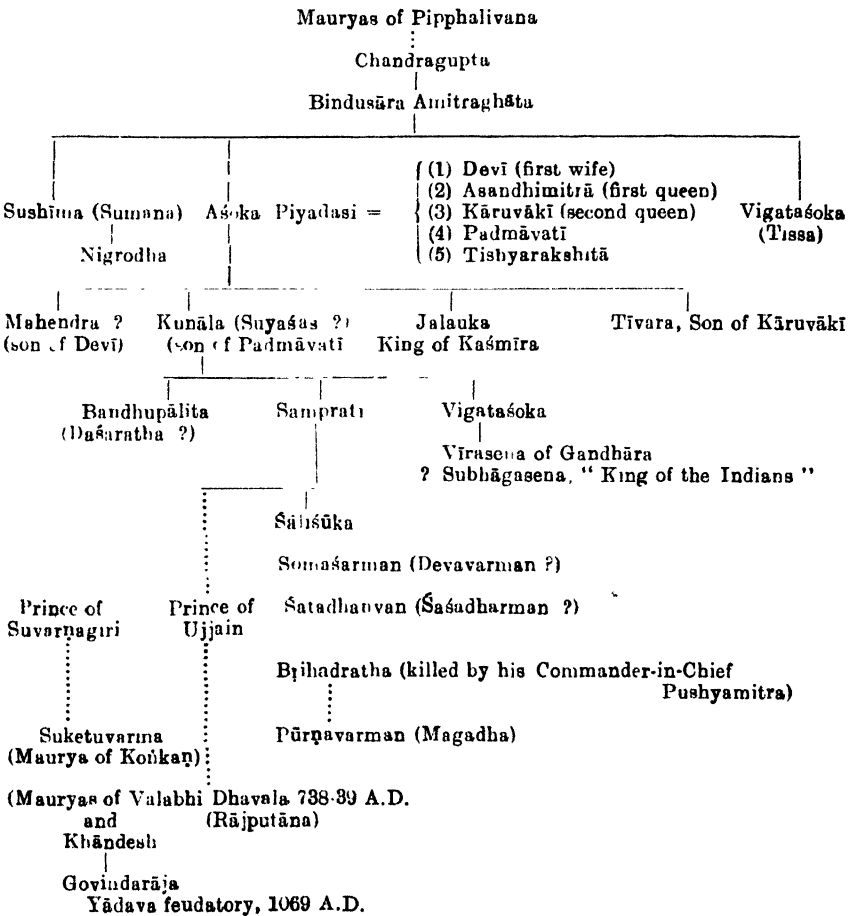 Mauryas of Pipphalivana
Chandragupta
Bindusāra Amitraghāta
Sushīma (Sumana) Aśoka Piyadasi =
Nigrodha
(1) Devī (first wife)
(2) Asandhimitrā (first queen)
(3) Kāruvākī (second queen)
(4) Padmāvatī
(5) Tishyarakshitā
Vigataśoka
(Tissa)
Mahendra ?
(son of Devī)
Kunāla (Suyaśas ?)
(son of Padmāvatī
Jalauka
King of Kaśmīra
Tīvara, Son of Kāruvākī
Bandhupālita
(Daśaratha ?)
Samprati
Vigataśoka
Vīrasena of Gandhāra
? Subhāgasena, “ King of the Indians ”
Śāliśūka
Somaśarman (Devavarman ?)
Śatadhanvan (Śaśadharman ?)
Prince of
Suvarṇagiri
Prince of
Ujjain
Bṛihadratha (killed by his Commander-in-Chief
Pushyamitra)
Suketuvarma
(Maurya of Koṅkaṇ)
Pūrṇavarman (Magadha)
(Mauryas of Valabhi Dhavala 738-39 A.D.
and (Rājputāna)
Khāndesh
Govindarāja
Yādava feudatory, 1069 A.D.